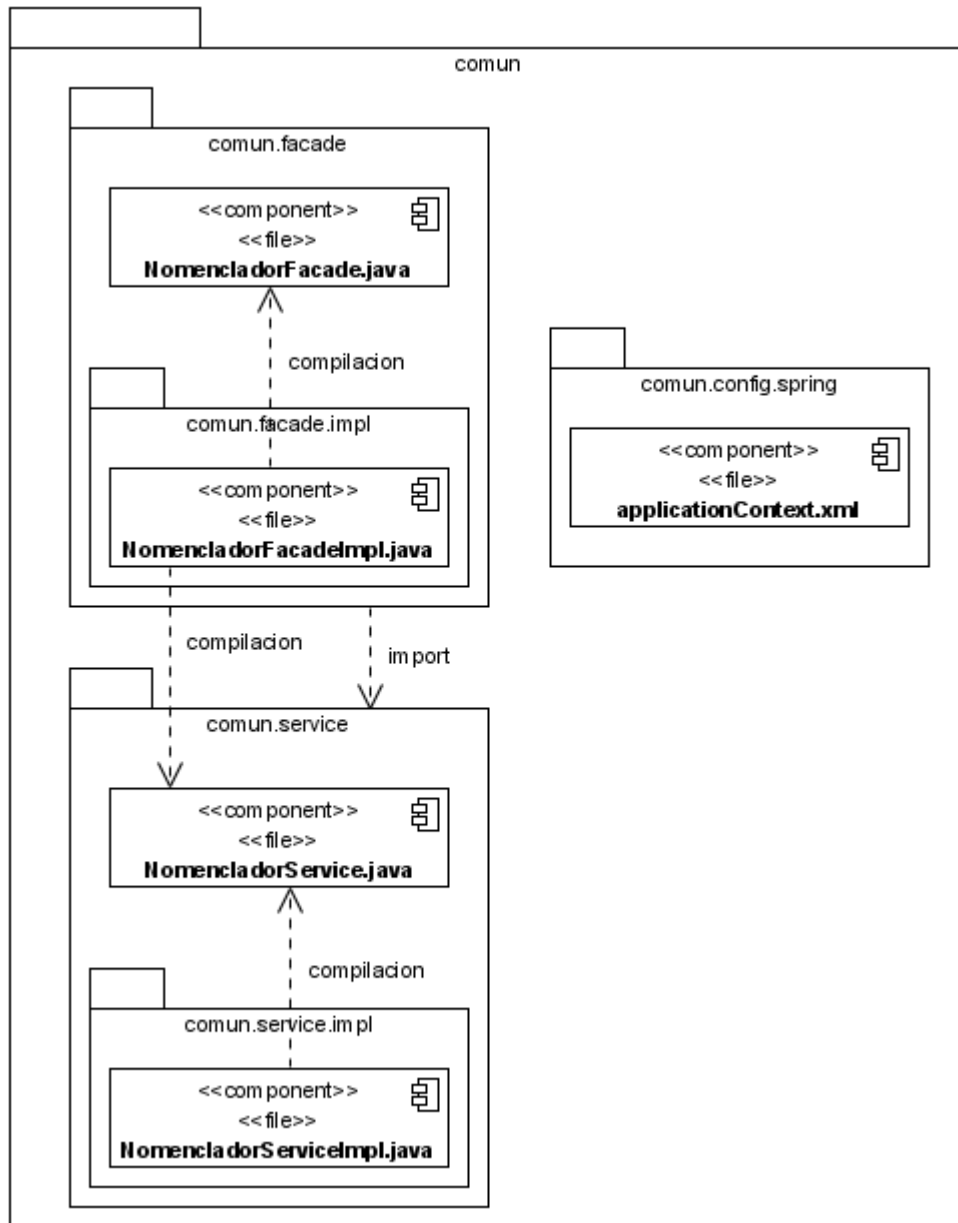 comun
comun.facade
<<component>>
<<file>>
NomencladorFacade.java
compilacion
comun.facade.impl
<<component>>
<<file>>
NomencladorFacadeImpl.java
comun.config.spring
<<component>>
<<file>>
applicationContext.xml
compilacion
import
comun.service
<<component>>
<<file>>
NomencladorService.java
compilacion
comun.service.impl
<<component>>
<<file>>
NomencladorServiceImpl.java